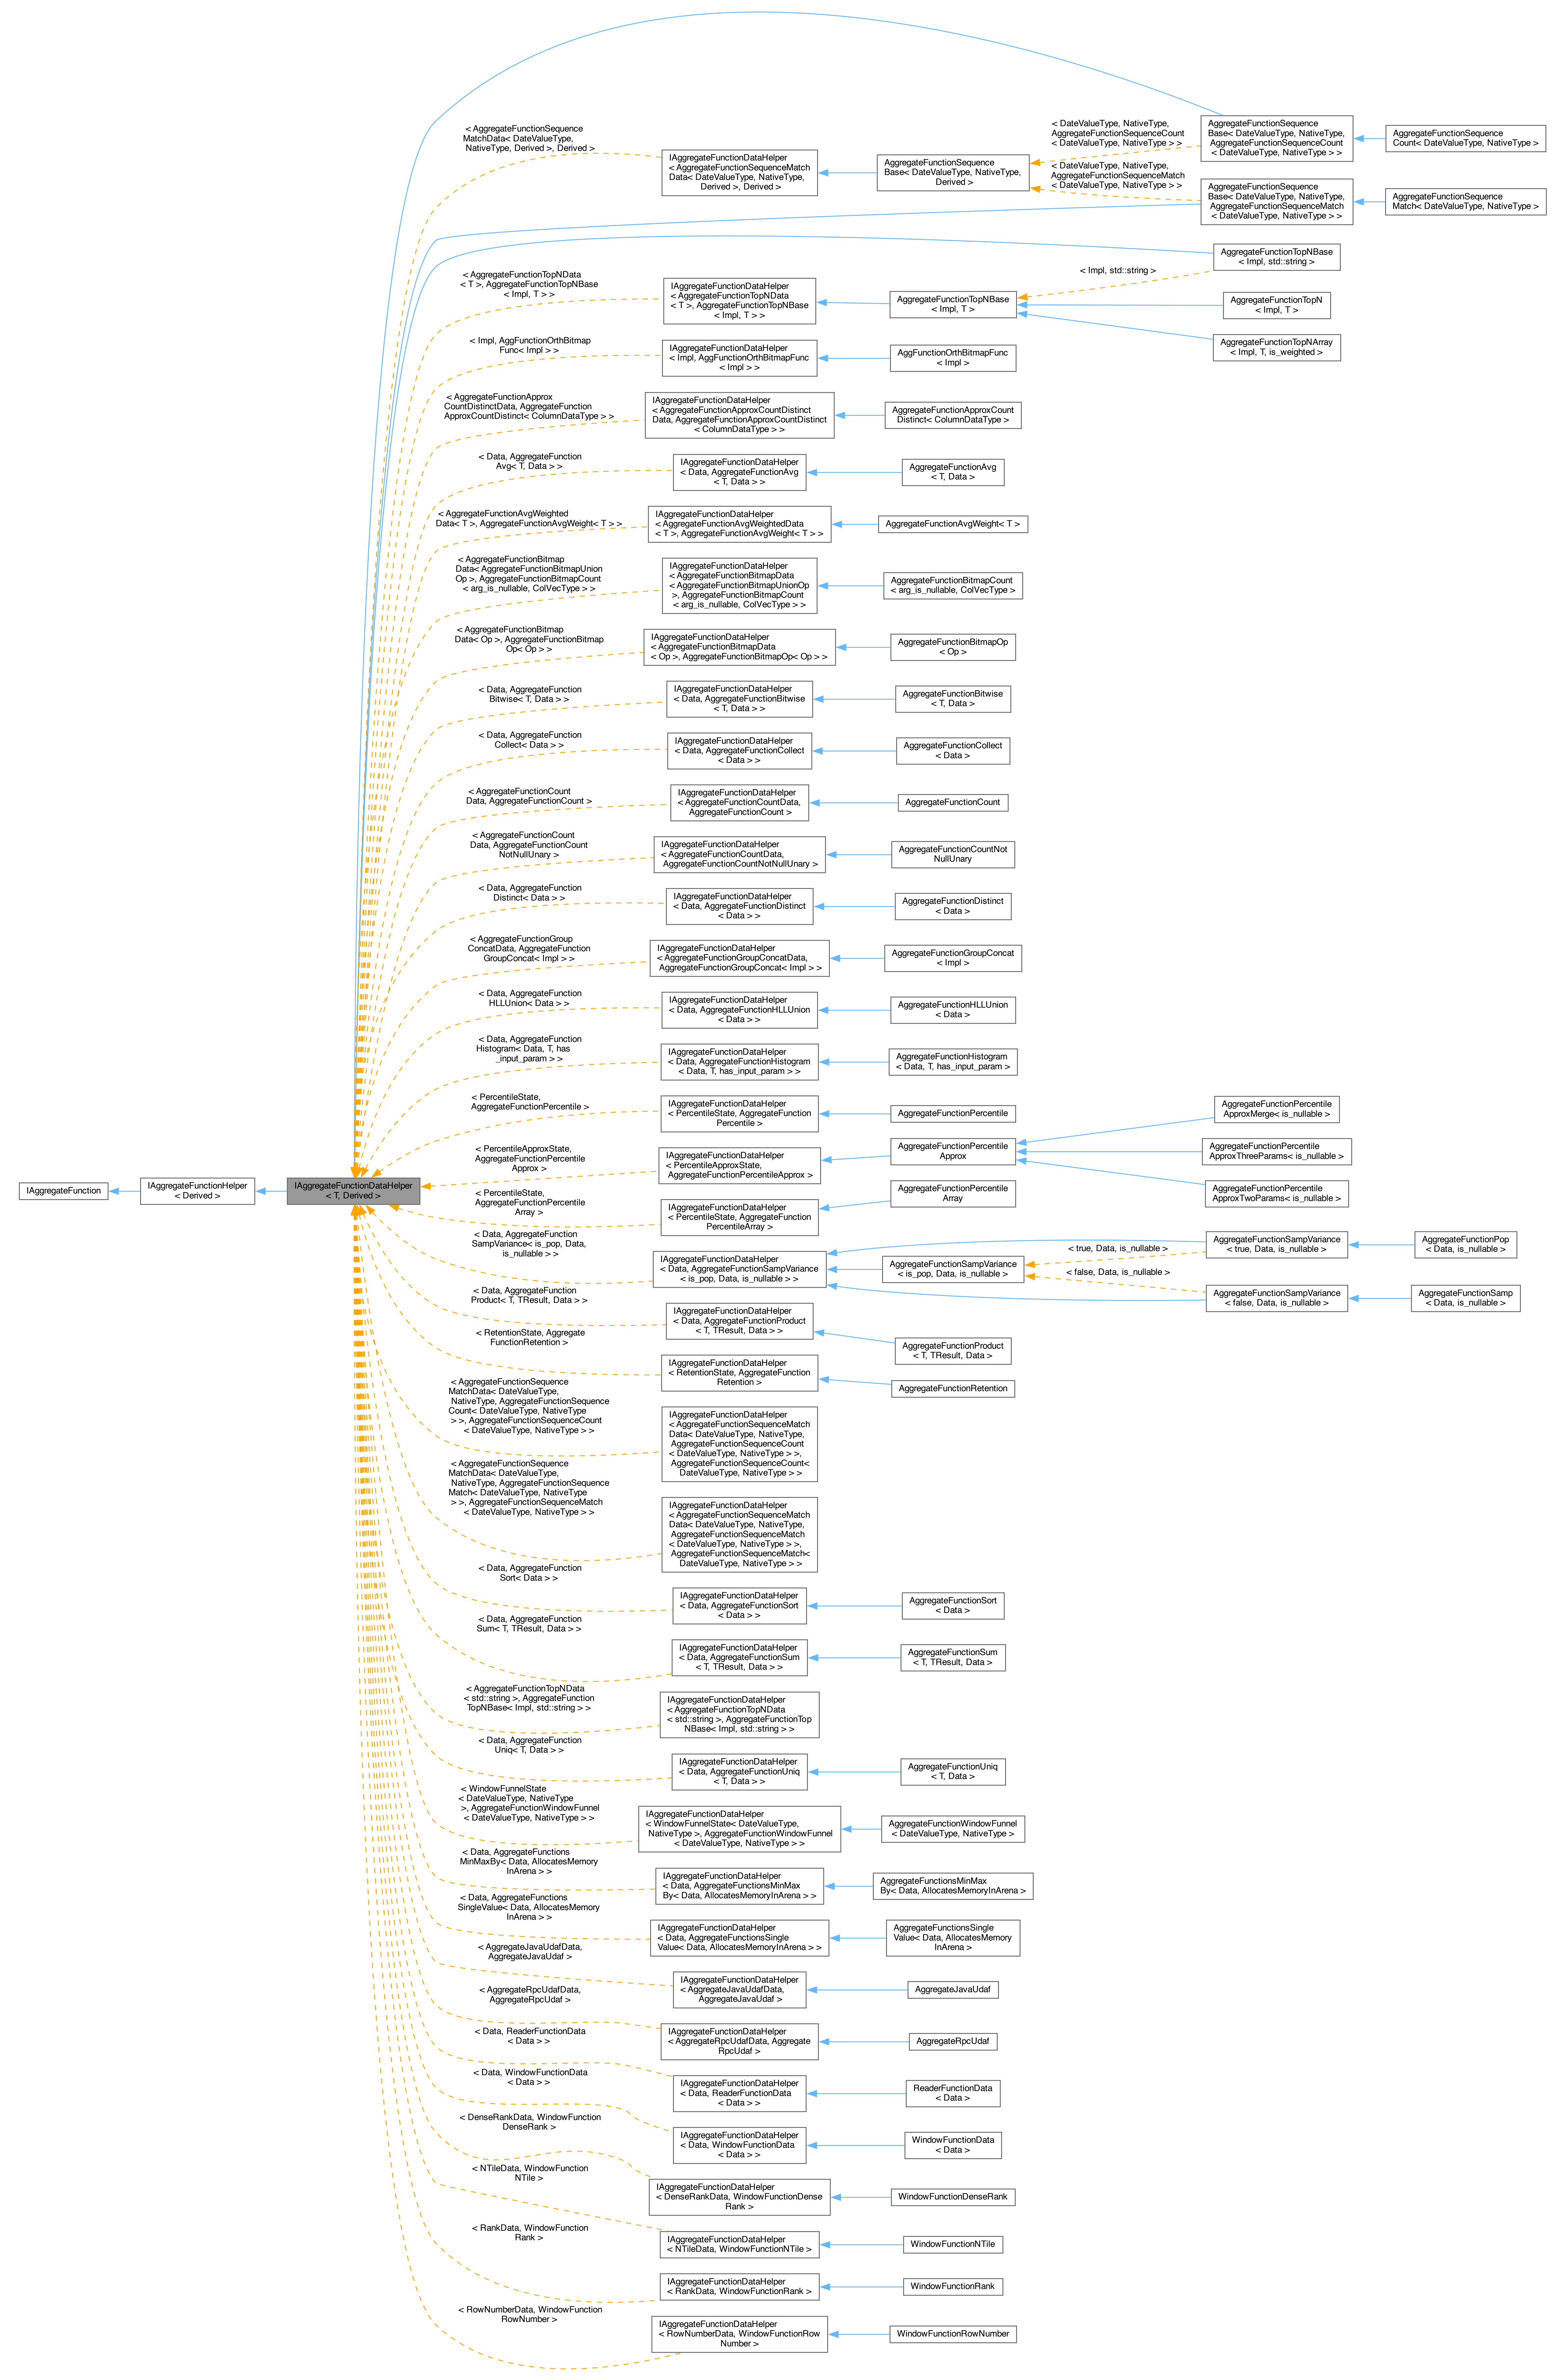 IAggregateFunction
IAggregateFunctionHelper
< Derived >
IAggregateFunctionDataHelper
< T, Derived >
< AggregateFunctionSequence
MatchData< DateValueType,
NativeType, Derived >, Derived >
IAggregateFunctionDataHelper
< AggregateFunctionSequenceMatch
Data< DateValueType, NativeType,
Derived >, Derived >
AggregateFunctionSequence
Base< DateValueType, NativeType,
Derived >
< DateValueType, NativeType,
AggregateFunctionSequenceCount
< DateValueType, NativeType > >
AggregateFunctionSequence
Base< DateValueType, NativeType,
AggregateFunctionSequenceCount
< DateValueType, NativeType > >
AggregateFunctionSequence
Count< DateValueType, NativeType >
< DateValueType, NativeType,
AggregateFunctionSequenceMatch
< DateValueType, NativeType > >
AggregateFunctionSequence
Base< DateValueType, NativeType,
AggregateFunctionSequenceMatch
< DateValueType, NativeType > >
AggregateFunctionSequence
Match< DateValueType, NativeType >
< AggregateFunctionTopNData
< T >, AggregateFunctionTopNBase
< Impl, T > >
IAggregateFunctionDataHelper
< AggregateFunctionTopNData
< T >, AggregateFunctionTopNBase
< Impl, T > >
AggregateFunctionTopNBase
< Impl, T >
< Impl, std::string >
AggregateFunctionTopNBase
< Impl, std::string >
AggregateFunctionTopN
< Impl, T >
AggregateFunctionTopNArray
< Impl, T, is_weighted >
< Impl, AggFunctionOrthBitmap
Func< Impl > >
IAggregateFunctionDataHelper
< Impl, AggFunctionOrthBitmapFunc
< Impl > >
AggFunctionOrthBitmapFunc
< Impl >
< AggregateFunctionApprox
CountDistinctData, AggregateFunction
ApproxCountDistinct< ColumnDataType > >
IAggregateFunctionDataHelper
< AggregateFunctionApproxCountDistinct
Data, AggregateFunctionApproxCountDistinct
< ColumnDataType > >
AggregateFunctionApproxCount
Distinct< ColumnDataType >
< Data, AggregateFunction
Avg< T, Data > >
IAggregateFunctionDataHelper
< Data, AggregateFunctionAvg
< T, Data > >
AggregateFunctionAvg
< T, Data >
< AggregateFunctionAvgWeighted
Data< T >, AggregateFunctionAvgWeight< T > >
IAggregateFunctionDataHelper
< AggregateFunctionAvgWeightedData
< T >, AggregateFunctionAvgWeight< T > >
AggregateFunctionAvgWeight< T >
< AggregateFunctionBitmap
Data< AggregateFunctionBitmapUnion
Op >, AggregateFunctionBitmapCount
< arg_is_nullable, ColVecType > >
IAggregateFunctionDataHelper
< AggregateFunctionBitmapData
< AggregateFunctionBitmapUnionOp
>, AggregateFunctionBitmapCount
< arg_is_nullable, ColVecType > >
AggregateFunctionBitmapCount
< arg_is_nullable, ColVecType >
< AggregateFunctionBitmap
Data< Op >, AggregateFunctionBitmap
Op< Op > >
IAggregateFunctionDataHelper
< AggregateFunctionBitmapData
< Op >, AggregateFunctionBitmapOp< Op > >
AggregateFunctionBitmapOp
< Op >
< Data, AggregateFunction
Bitwise< T, Data > >
IAggregateFunctionDataHelper
< Data, AggregateFunctionBitwise
< T, Data > >
AggregateFunctionBitwise
< T, Data >
< Data, AggregateFunction
Collect< Data > >
IAggregateFunctionDataHelper
< Data, AggregateFunctionCollect
< Data > >
AggregateFunctionCollect
< Data >
< AggregateFunctionCount
Data, AggregateFunctionCount >
IAggregateFunctionDataHelper
< AggregateFunctionCountData,
AggregateFunctionCount >
AggregateFunctionCount
< AggregateFunctionCount
Data, AggregateFunctionCount
NotNullUnary >
IAggregateFunctionDataHelper
< AggregateFunctionCountData,
AggregateFunctionCountNotNullUnary >
AggregateFunctionCountNot
NullUnary
< Data, AggregateFunction
Distinct< Data > >
IAggregateFunctionDataHelper
< Data, AggregateFunctionDistinct
< Data > >
AggregateFunctionDistinct
< Data >
< AggregateFunctionGroup
ConcatData, AggregateFunction
GroupConcat< Impl > >
IAggregateFunctionDataHelper
< AggregateFunctionGroupConcatData,
AggregateFunctionGroupConcat< Impl > >
AggregateFunctionGroupConcat
< Impl >
< Data, AggregateFunction
HLLUnion< Data > >
IAggregateFunctionDataHelper
< Data, AggregateFunctionHLLUnion
< Data > >
AggregateFunctionHLLUnion
< Data >
< Data, AggregateFunction
Histogram< Data, T, has
_input_param > >
IAggregateFunctionDataHelper
< Data, AggregateFunctionHistogram
< Data, T, has_input_param > >
AggregateFunctionHistogram
< Data, T, has_input_param >
< PercentileState,
AggregateFunctionPercentile >
IAggregateFunctionDataHelper
< PercentileState, AggregateFunction
Percentile >
AggregateFunctionPercentile
< PercentileApproxState,
AggregateFunctionPercentile
Approx >
IAggregateFunctionDataHelper
< PercentileApproxState,
AggregateFunctionPercentileApprox >
AggregateFunctionPercentile
Approx
AggregateFunctionPercentile
ApproxMerge< is_nullable >
AggregateFunctionPercentile
ApproxThreeParams< is_nullable >
AggregateFunctionPercentile
ApproxTwoParams< is_nullable >
< PercentileState,
AggregateFunctionPercentile
Array >
IAggregateFunctionDataHelper
< PercentileState, AggregateFunction
PercentileArray >
AggregateFunctionPercentile
Array
< Data, AggregateFunction
SampVariance< is_pop, Data,
is_nullable > >
IAggregateFunctionDataHelper
< Data, AggregateFunctionSampVariance
< is_pop, Data, is_nullable > >
AggregateFunctionSampVariance
< is_pop, Data, is_nullable >
< true, Data, is_nullable >
AggregateFunctionSampVariance
< true, Data, is_nullable >
AggregateFunctionPop
< Data, is_nullable >
< false, Data, is_nullable >
AggregateFunctionSampVariance
< false, Data, is_nullable >
AggregateFunctionSamp
< Data, is_nullable >
< Data, AggregateFunction
Product< T, TResult, Data > >
IAggregateFunctionDataHelper
< Data, AggregateFunctionProduct
< T, TResult, Data > >
AggregateFunctionProduct
< T, TResult, Data >
< RetentionState, Aggregate
FunctionRetention >
IAggregateFunctionDataHelper
< RetentionState, AggregateFunction
Retention >
AggregateFunctionRetention
< AggregateFunctionSequence
MatchData< DateValueType,
NativeType, AggregateFunctionSequence
Count< DateValueType, NativeType
> >, AggregateFunctionSequenceCount
< DateValueType, NativeType > >
IAggregateFunctionDataHelper
< AggregateFunctionSequenceMatch
Data< DateValueType, NativeType,
AggregateFunctionSequenceCount
< DateValueType, NativeType > >,
AggregateFunctionSequenceCount<
DateValueType, NativeType > >
< AggregateFunctionSequence
MatchData< DateValueType,
NativeType, AggregateFunctionSequence
Match< DateValueType, NativeType
> >, AggregateFunctionSequenceMatch
< DateValueType, NativeType > >
IAggregateFunctionDataHelper
< AggregateFunctionSequenceMatch
Data< DateValueType, NativeType,
AggregateFunctionSequenceMatch
< DateValueType, NativeType > >,
AggregateFunctionSequenceMatch<
DateValueType, NativeType > >
< Data, AggregateFunction
Sort< Data > >
IAggregateFunctionDataHelper
< Data, AggregateFunctionSort
< Data > >
AggregateFunctionSort
< Data >
< Data, AggregateFunction
Sum< T, TResult, Data > >
IAggregateFunctionDataHelper
< Data, AggregateFunctionSum
< T, TResult, Data > >
AggregateFunctionSum
< T, TResult, Data >
< AggregateFunctionTopNData
< std::string >, AggregateFunction
TopNBase< Impl, std::string > >
IAggregateFunctionDataHelper
< AggregateFunctionTopNData
< std::string >, AggregateFunctionTop
NBase< Impl, std::string > >
< Data, AggregateFunction
Uniq< T, Data > >
IAggregateFunctionDataHelper
< Data, AggregateFunctionUniq
< T, Data > >
AggregateFunctionUniq
< T, Data >
< WindowFunnelState
< DateValueType, NativeType
>, AggregateFunctionWindowFunnel
< DateValueType, NativeType > >
IAggregateFunctionDataHelper
< WindowFunnelState< DateValueType,
NativeType >, AggregateFunctionWindowFunnel
< DateValueType, NativeType > >
AggregateFunctionWindowFunnel
< DateValueType, NativeType >
< Data, AggregateFunctions
MinMaxBy< Data, AllocatesMemory
InArena > >
IAggregateFunctionDataHelper
< Data, AggregateFunctionsMinMax
By< Data, AllocatesMemoryInArena > >
AggregateFunctionsMinMax
By< Data, AllocatesMemoryInArena >
< Data, AggregateFunctions
SingleValue< Data, AllocatesMemory
InArena > >
IAggregateFunctionDataHelper
< Data, AggregateFunctionsSingle
Value< Data, AllocatesMemoryInArena > >
AggregateFunctionsSingle
Value< Data, AllocatesMemory
InArena >
< AggregateJavaUdafData,
AggregateJavaUdaf >
IAggregateFunctionDataHelper
< AggregateJavaUdafData,
AggregateJavaUdaf >
AggregateJavaUdaf
< AggregateRpcUdafData,
AggregateRpcUdaf >
IAggregateFunctionDataHelper
< AggregateRpcUdafData, Aggregate
RpcUdaf >
AggregateRpcUdaf
< Data, ReaderFunctionData
< Data > >
IAggregateFunctionDataHelper
< Data, ReaderFunctionData
< Data > >
ReaderFunctionData
< Data >
< Data, WindowFunctionData
< Data > >
IAggregateFunctionDataHelper
< Data, WindowFunctionData
< Data > >
WindowFunctionData
< Data >
< DenseRankData, WindowFunction
DenseRank >
IAggregateFunctionDataHelper
< DenseRankData, WindowFunctionDense
Rank >
WindowFunctionDenseRank
< NTileData, WindowFunction
NTile >
IAggregateFunctionDataHelper
< NTileData, WindowFunctionNTile >
WindowFunctionNTile
< RankData, WindowFunction
Rank >
IAggregateFunctionDataHelper
< RankData, WindowFunctionRank >
WindowFunctionRank
< RowNumberData, WindowFunction
RowNumber >
IAggregateFunctionDataHelper
< RowNumberData, WindowFunctionRow
Number >
WindowFunctionRowNumber